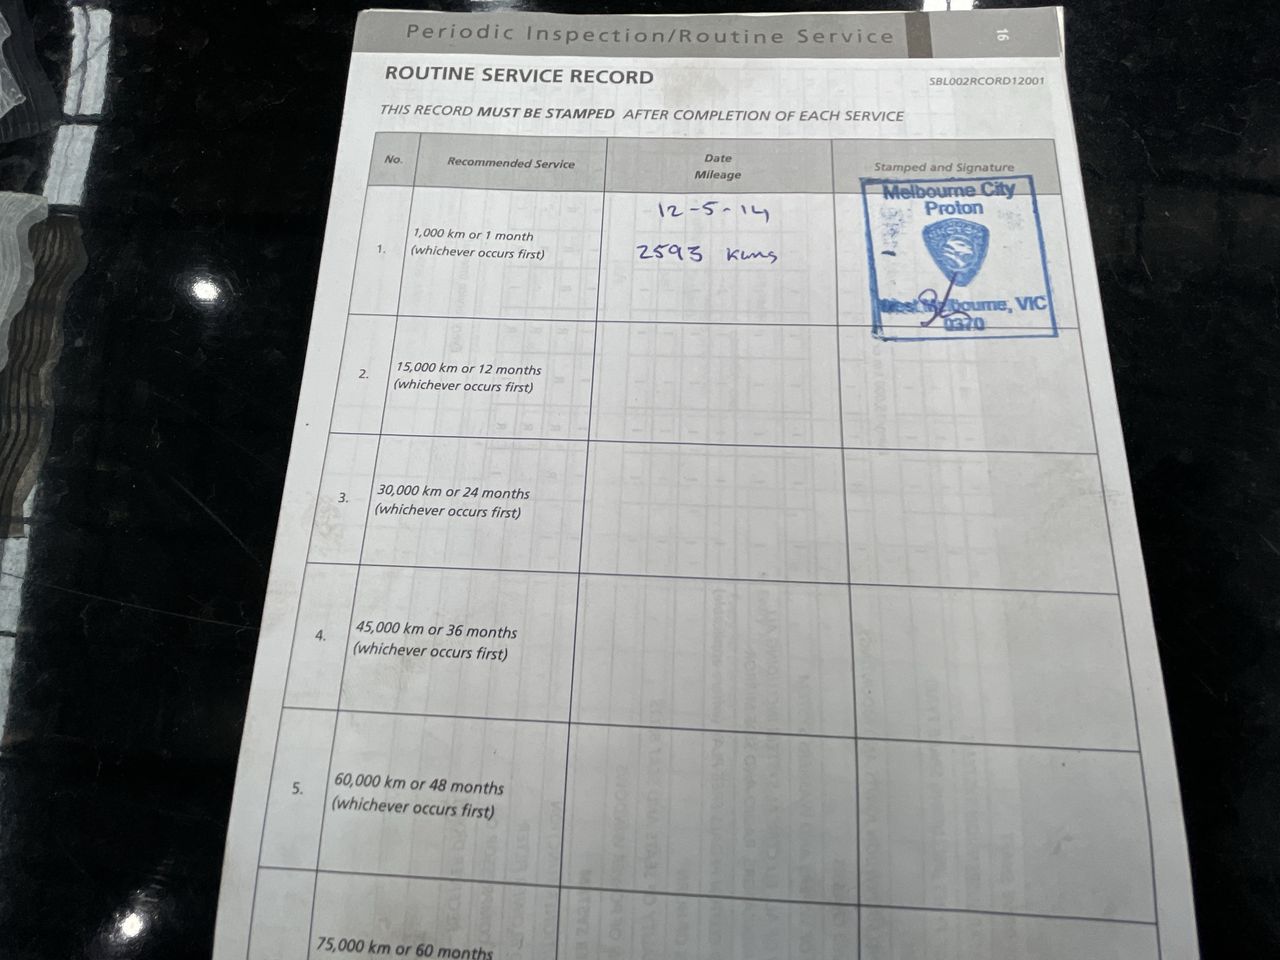 Periodic Inspection/Routine Service
16
ROUTINE SERVICE RECORD
SBL002RCORD12001
THIS RECORD MUST BE STAMPED AFTER COMPLETION OF EACH SERVICE
No.
Recommended Service
Date
Mileage
Stamped and Signature
1.
1,000 km or 1 month
(whichever occurs first)
12-5-14
2593 Kms
Melbourne City
Proton
West Melbourne, VIC
0370
2.
15,000 km or 12 months
(whichever occurs first)
3.
30,000 km or 24 months
(whichever occurs first)
4.
45,000 km or 36 months
(whichever occurs first)
5.
60,000 km or 48 months
(whichever occurs first)
75,000 km or 60 months